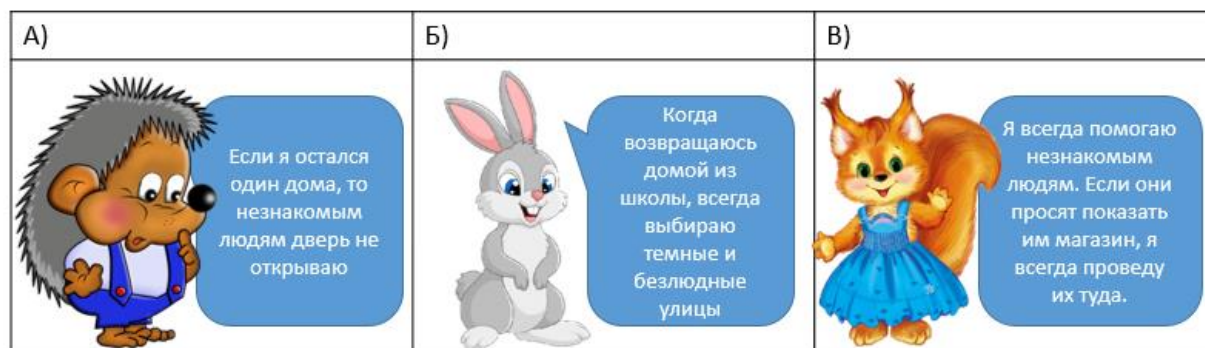 А)
Б)
В)
Если я остался
один дома, то
незнакомым
людям дверь не
открываю
Когда
возвращаюсь
домой из
школы, всегда
выбираю
темные и
безлюдные
улицы
Я всегда помогаю
незнакомым
людям. Если они
просят показать
им магазин, я
всегда проведу
их туда.